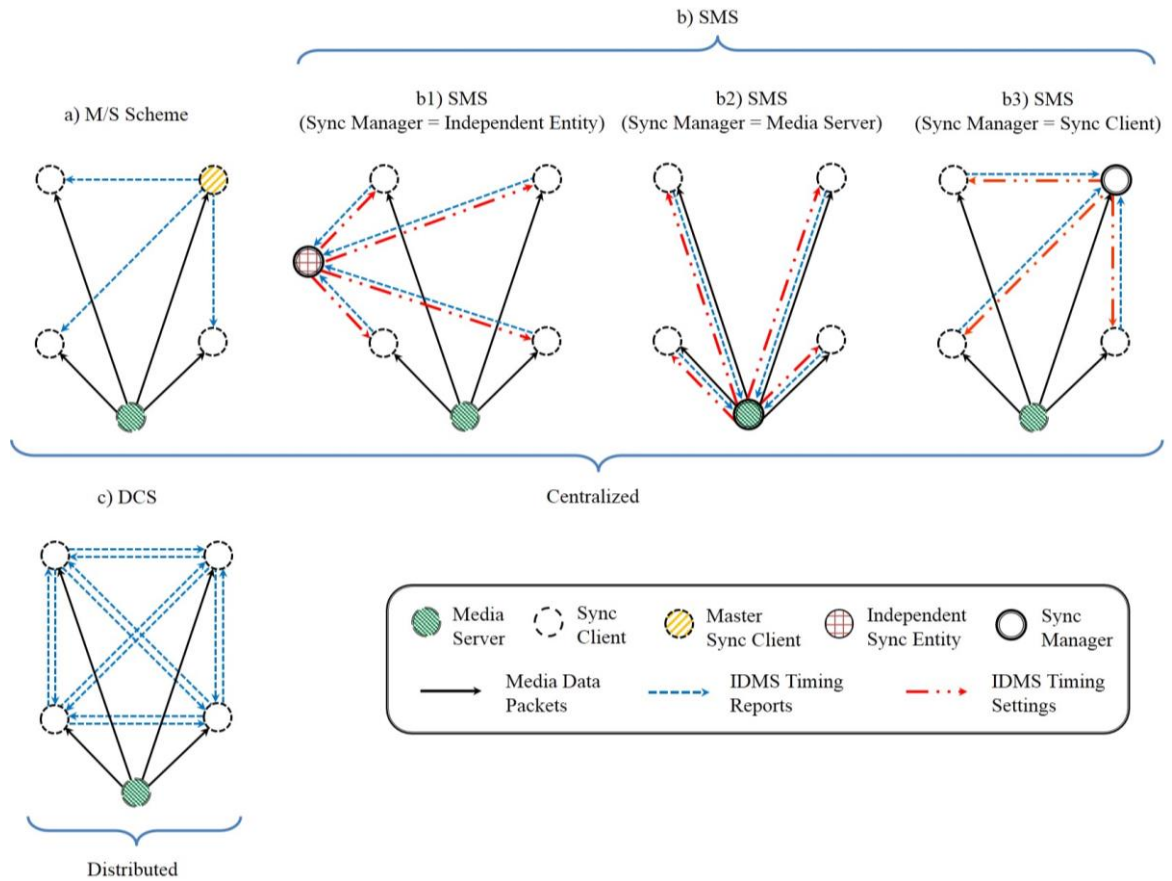 b) SMS
a) M/S Scheme
b1) SMS
(Sync Manager = Independent Entity)
b2) SMS
(Sync Manager = Media Server)
b3) SMS
(Sync Manager = Sync Client)
Centralized
c) DCS
Distributed
Media
Server
Sync
Client
Master
Sync Client
Independent
Sync Entity
Sync
Manager
Media Data
Packets
IDMS Timing
Reports
IDMS Timing
Settings